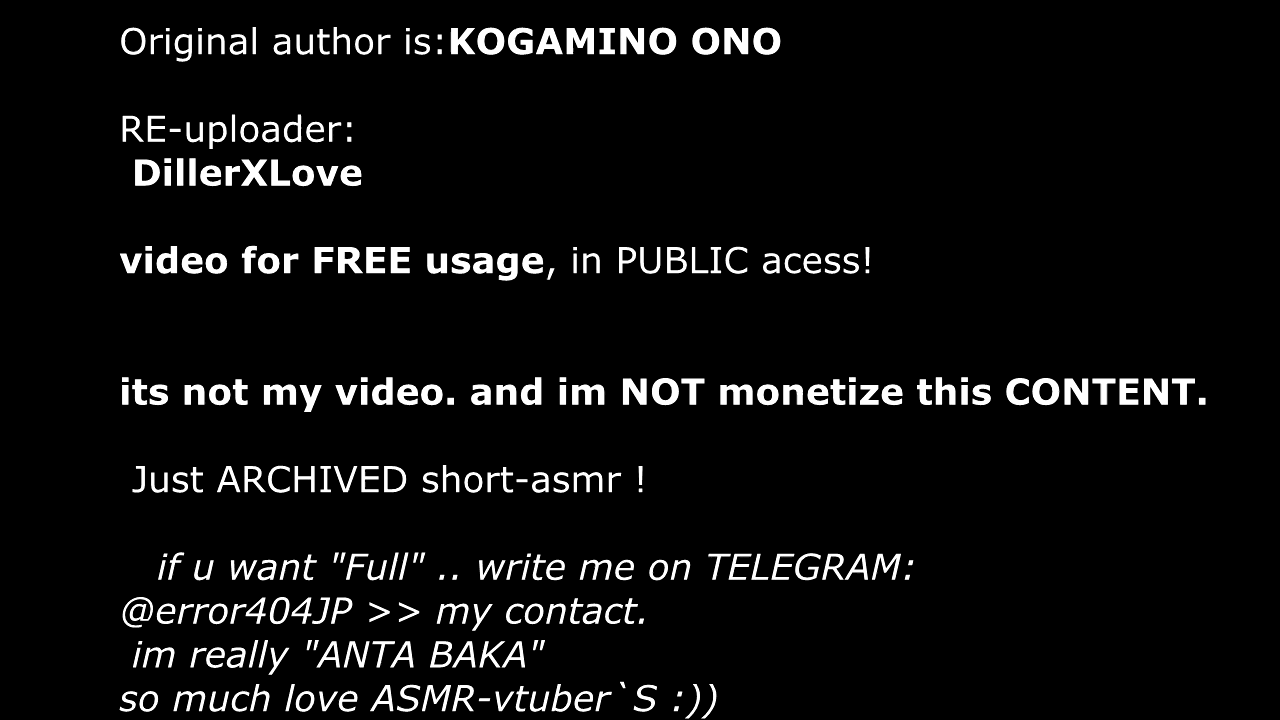 Original author is:KOGAMINO ONO
RE-uploader:
DillerXLove
video for FREE usage, in PUBLIC acess!
its not my video. and im NOT monetize this CONTENT.
Just ARCHIVED short-asmr !
if u want "Full" .. write me on TELEGRAM:
@error404JP >> my contact.
im really "ANTA BAKA"
so much love ASMR-vtuber`S :))